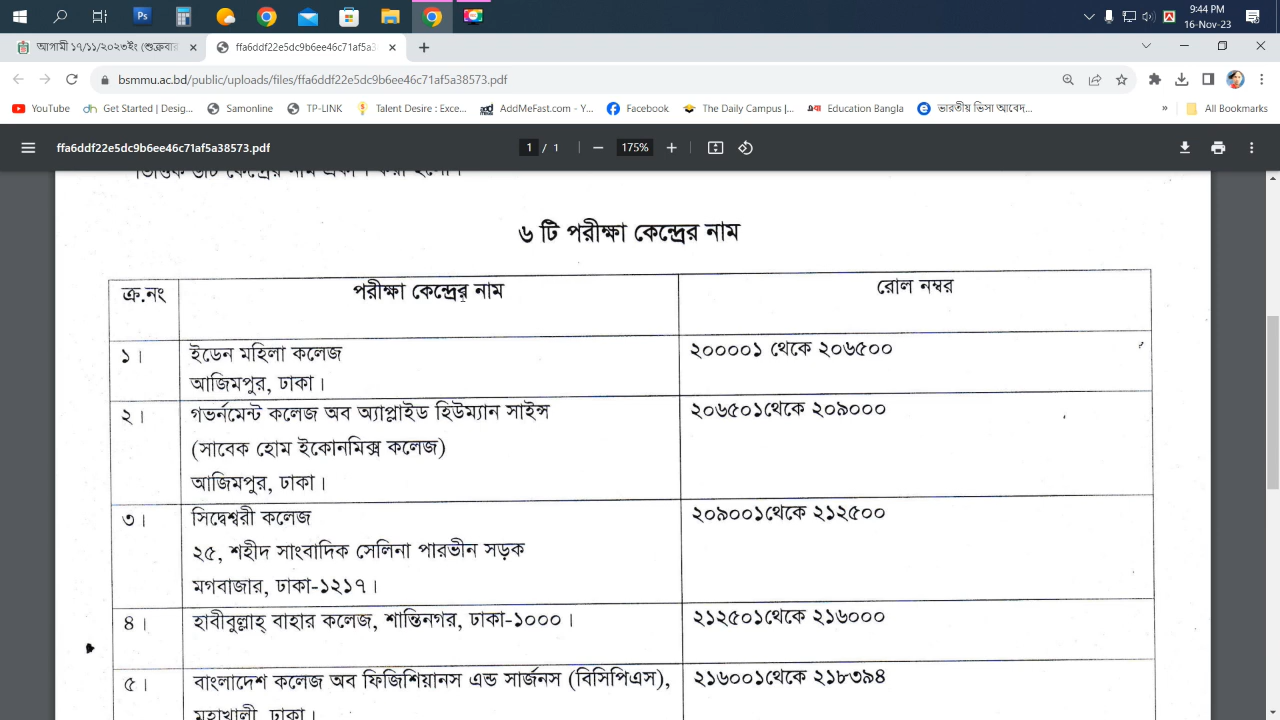 9:44 PM
16-Nov-23
আগামী ১৭/১১/২০২৩ইং (শুক্রবার
ffa6ddf22e5dc9b6ee46c71af5a3
bsmmu.ac.bd/public/uploads/files/ffa6ddf22e5dc9b6ee46c71af5a38573.pdf
YouTube
Get Started | Desig...
Samonline
TP-LINK
Talent Desire : Exce...
AddMeFast.com - Y...
Facebook
The Daily Campus |...
Education Bangla
ভারতীয় ভিসা আবেদ...
All Bookmarks
ffa6ddf22e5dc9b6ee46c71af5a38573.pdf
1 / 1
175%
৬ টি পরীক্ষা কেন্দ্রের নাম
ক্র.নং
পরীক্ষা কেন্দ্রের নাম
রোল নম্বর
১।
ইডেন মহিলা কলেজ
আজিমপুর, ঢাকা।
২০০০০১ থেকে ২০৬৫০০
২।
গভর্নমেন্ট কলেজ অব অ্যাপ্লাইড হিউম্যান সাইন্স
(সাবেক হোম ইকোনমিক্স কলেজ)
আজিমপুর, ঢাকা।
২০৬৫০১থেকে ২০৯০০০
৩।
সিদ্বেশ্বরী কলেজ
২৫, শহীদ সাংবাদিক সেলিনা পারভীন সড়ক
মগবাজার, ঢাকা-১২১৭।
২০৯০০১থেকে ২১২৫০০
৪।
হাবীবুল্লাহ্ বাহার কলেজ, শান্তিনগর, ঢাকা-১০০০।
২১২৫০১থেকে ২১৬০০০
৫।
বাংলাদেশ কলেজ অব ফিজিশিয়ানস এন্ড সার্জনস (বিসিপিএস),
মহাখালী, ঢাকা।
২১৬০০১থেকে ২১৮৩৯৪